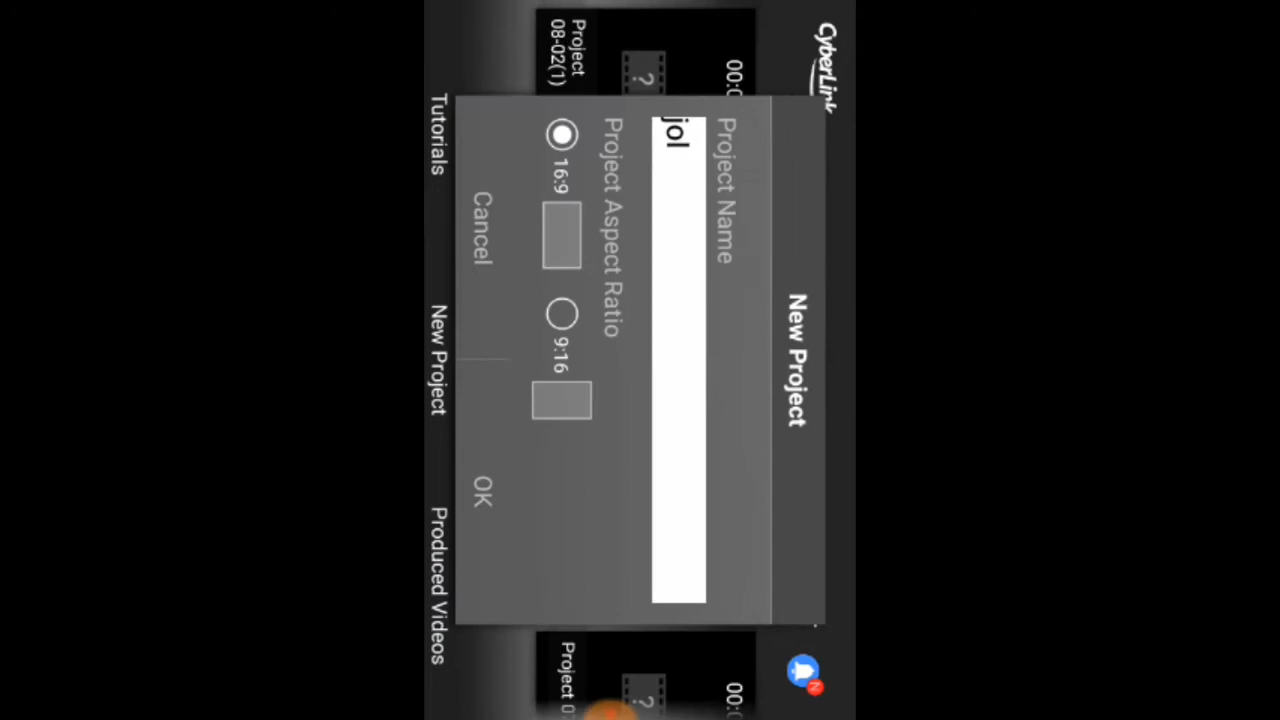 CyberLink
New Project
00:0
00:0
Project Name
jol
Project Aspect Ratio
16:9
9:16
Project
08-02(1)
Project 0
Cancel
OK
Tutorials
New Project
Produced Videos
N
?
?